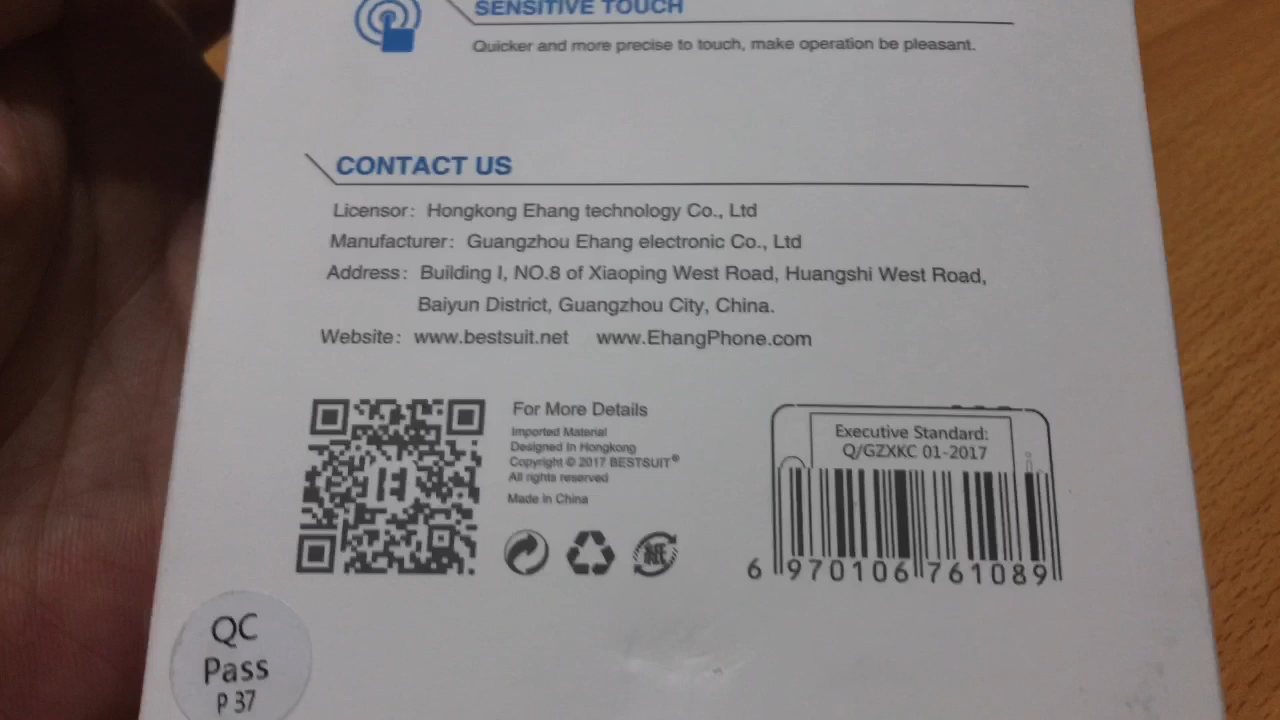 SENSITIVE TOUCH
Quicker and more precise to touch, make operation be pleasant.
CONTACT US
Licensor: Hongkong Ehang technology Co., Ltd
Manufacturer: Guangzhou Ehang electronic Co., Ltd
Address: Building I, NO.8 of Xiaoping West Road, Huangshi West Road,
Baiyun District, Guangzhou City, China.
Website: www.bestsuit.net www.EhangPhone.com
For More Details
Imported Material
Designed In Hongkong
Copyright © 2017 BESTSUIT®
All rights reserved
Made in China
紙
Executive Standard:
Q/GZXKC 01-2017
6 970106 761089
QC
Pass
P 37